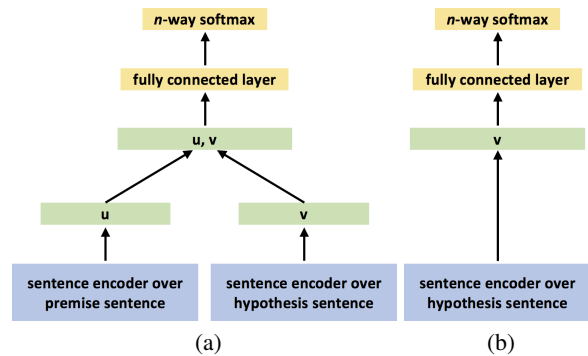 n-way softmax
fully connected layer
u, v
u
v
sentence encoder over
premise sentence
sentence encoder over
hypothesis sentence
(a)
n-way softmax
fully connected layer
v
sentence encoder over
hypothesis sentence
(b)